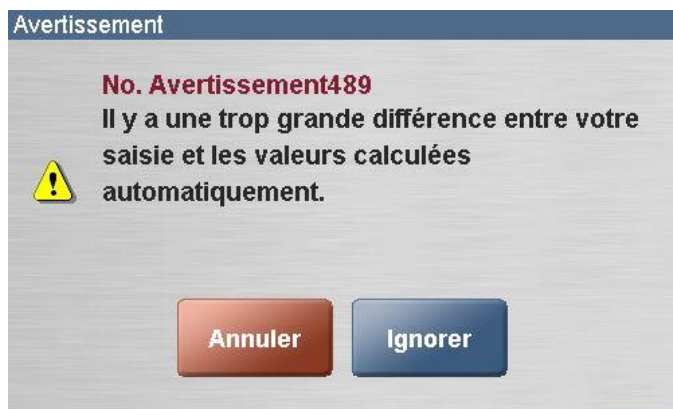 Avertissement
No. Avertissement489
Il y a une trop grande différence entre votre
saisie et les valeurs calculées
automatiquement.
Annuler
Ignorer